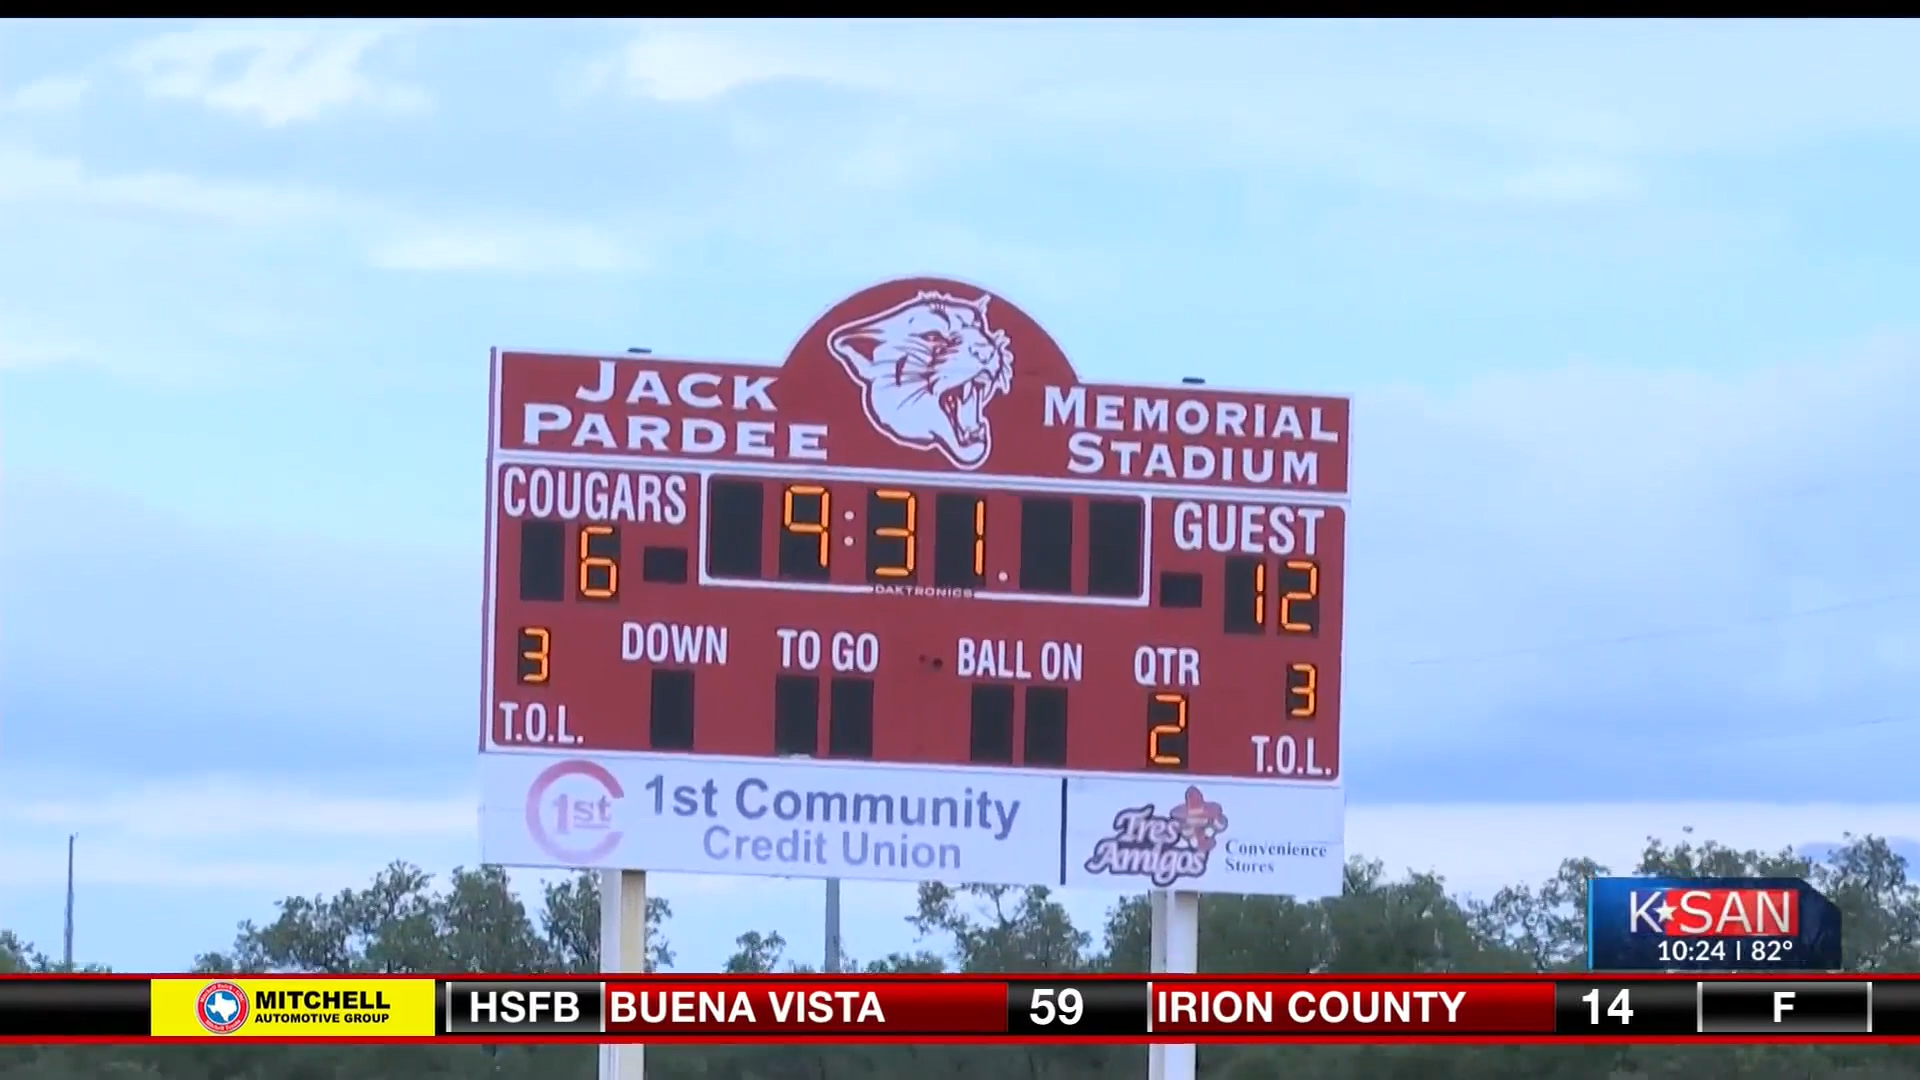 JACK
PARDEE
MEMORIAL
STADIUM
COUGARS
9:31.
GUEST
6
12
DAKTRONICS
3
DOWN
TO GO
BALL ON
QTR
3
T.O.L.
2
T.O.L.
1st
1st Community
Credit Union
Tres
Amigos
Convenience
Stores
K★SAN
10:24 | 82°
MITCHELL
AUTOMOTIVE GROUP
HSFB
BUENA VISTA
59
IRION COUNTY
14
F